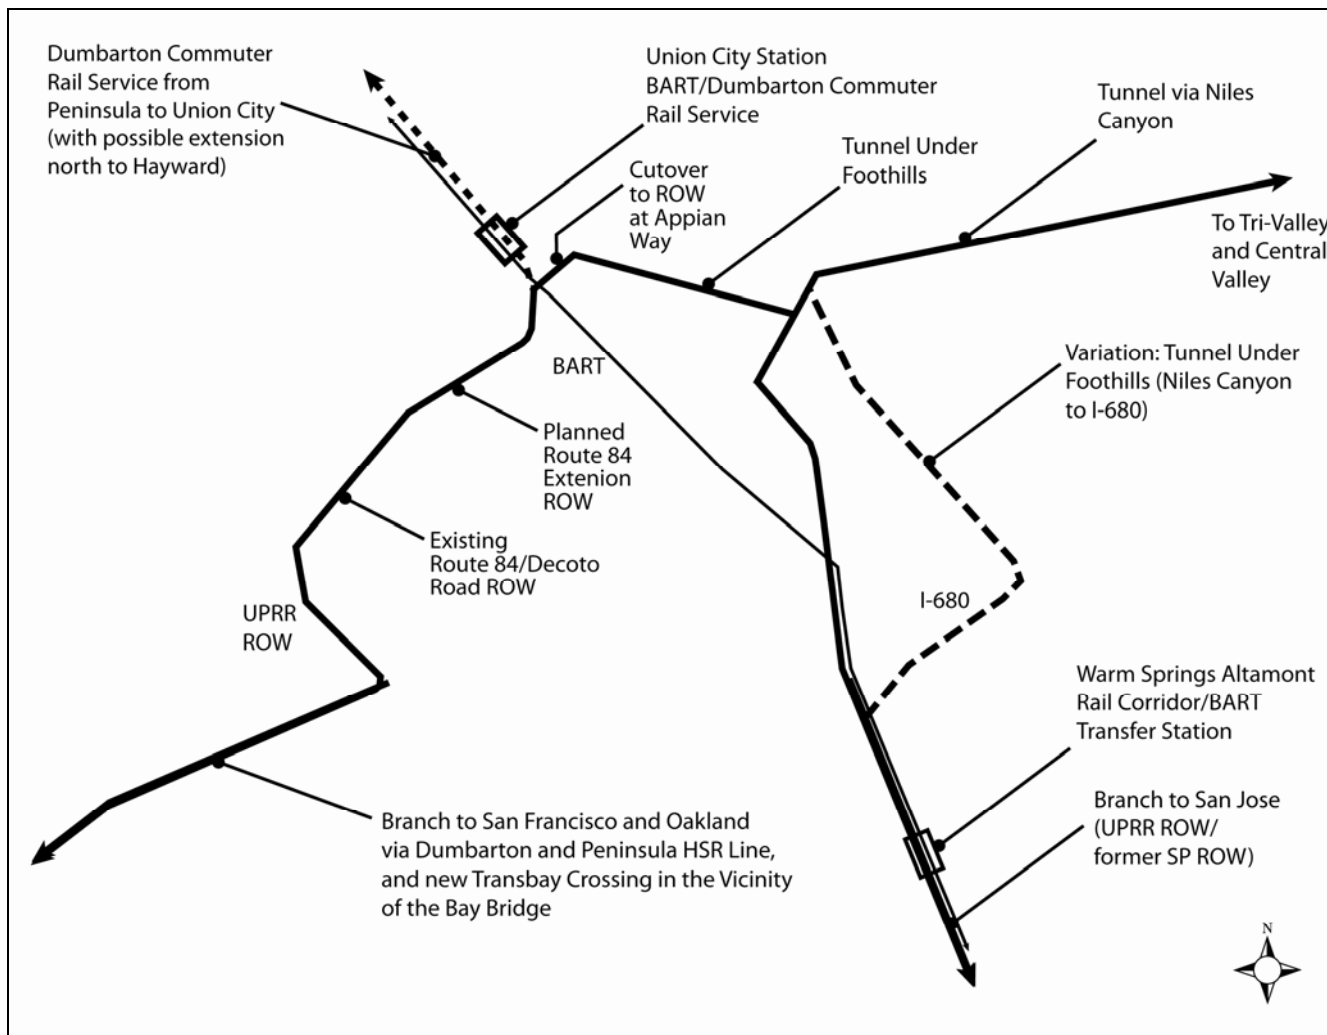 Dumbarton Commuter
Rail Service from
Peninsula to Union City
(with possible extension
north to Hayward)
Union City Station
BART/Dumbarton Commuter
Rail Service
Cutover
to ROW
at Appian
Way
Tunnel Under
Foothills
Tunnel via Niles
Canyon
To Tri-Valley
and Central
Valley
BART
Variation: Tunnel Under
Foothills (Niles Canyon
to I-680)
Planned
Route 84
Extenion
ROW
Existing
Route 84/Decoto
Road ROW
UPRR
ROW
I-680
Warm Springs Altamont
Rail Corridor/BART
Transfer Station
Branch to San Jose
(UPRR ROW/
former SP ROW)
Branch to San Francisco and Oakland
via Dumbarton and Peninsula HSR Line,
and new Transbay Crossing in the Vicinity
of the Bay Bridge
N